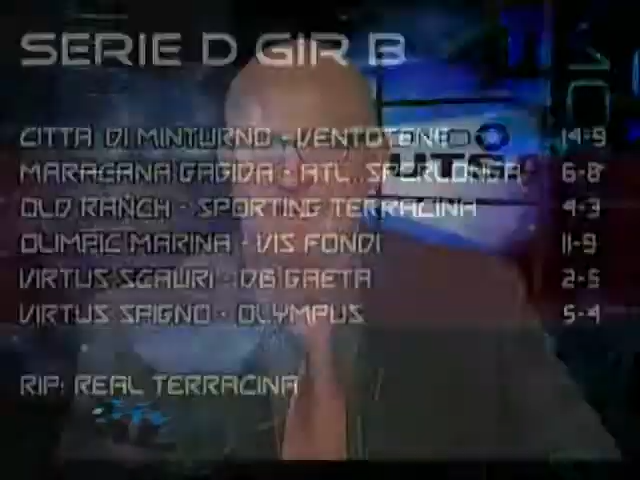 SERIE D GIR B
CITTA DI MINTURNO - VENTOTENE 14-9
MARACANA GAGIDA - ATL. SPERLONGA 6-8
OLD RANCH - SPORTING TERRACINA 4-3
OLIMPIC MARINA - VIS FONDI 11-9
VIRTUS SCAURI - DB GAETA 2-5
VIRTUS SAIGNO - OLYMPUS 5-4
RIP: REAL TERRACINA